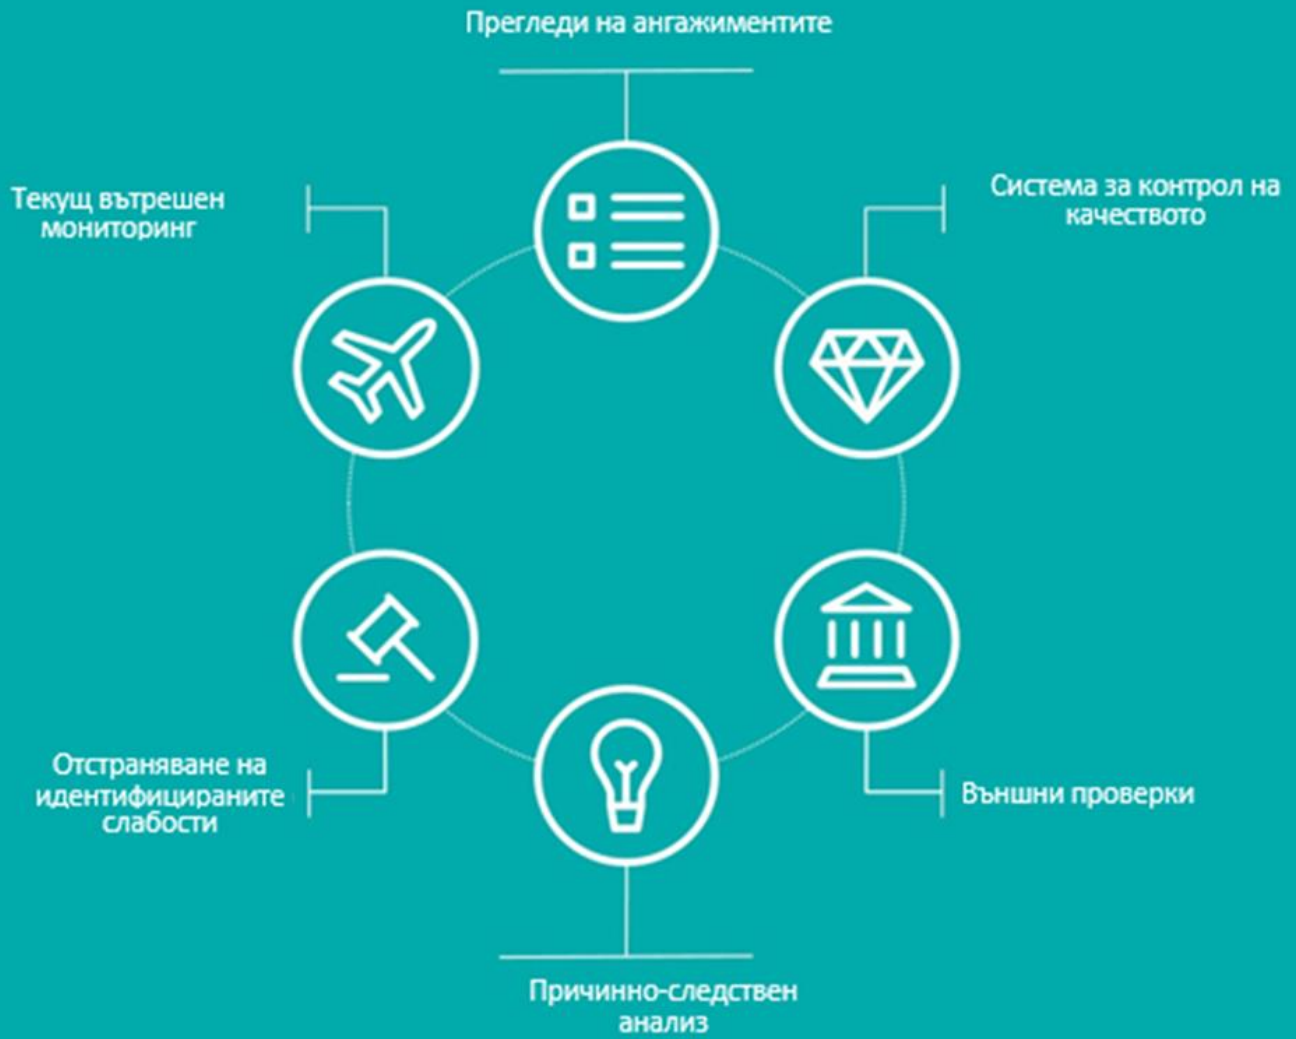 Прегледи на ангажиментите
Текущ вътрешен
мониторинг
Система за контрол на
качеството
Отстраняване на
идентифицираните
слабости
Външни проверки
Причинно-следствен
анализ